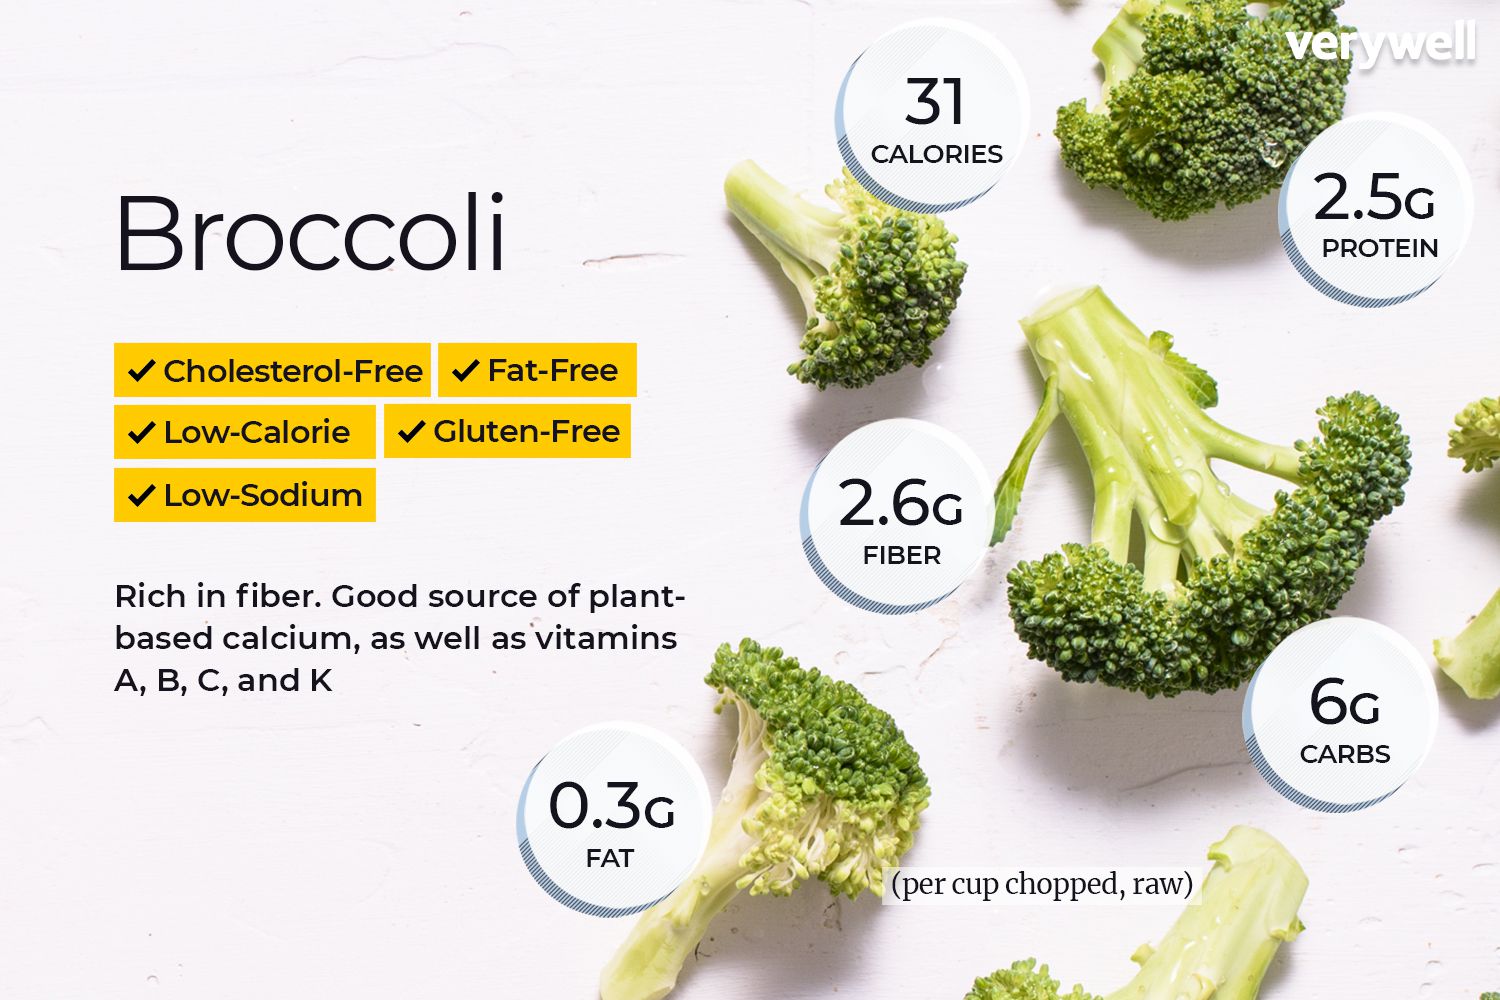 verywell
31
CALORIES
2.5G
PROTEIN
Broccoli
✓ Cholesterol-Free ✓ Fat-Free
✓ Low-Calorie ✓ Gluten-Free
✓ Low-Sodium
2.6G
FIBER
Rich in fiber. Good source of plant-
based calcium, as well as vitamins
A, B, C, and K
6G
CARBS
0.3G
FAT
(per cup chopped, raw)